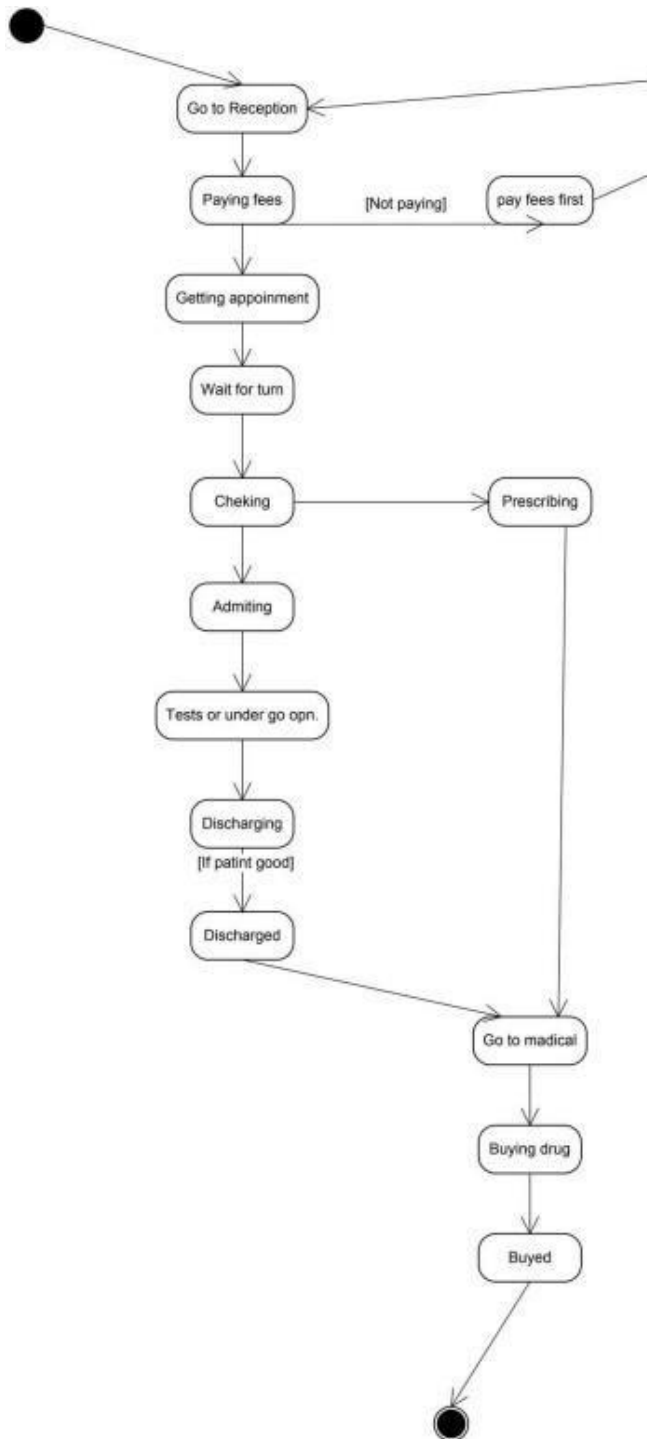 Go to Reception
Paying fees
[Not paying]
pay fees first
Getting appoinment
Wait for turn
Cheking
Prescribing
Admiting
Tests or under go opn.
Discharging
[If patint good]
Discharged
Go to madical
Buying drug
Buyed